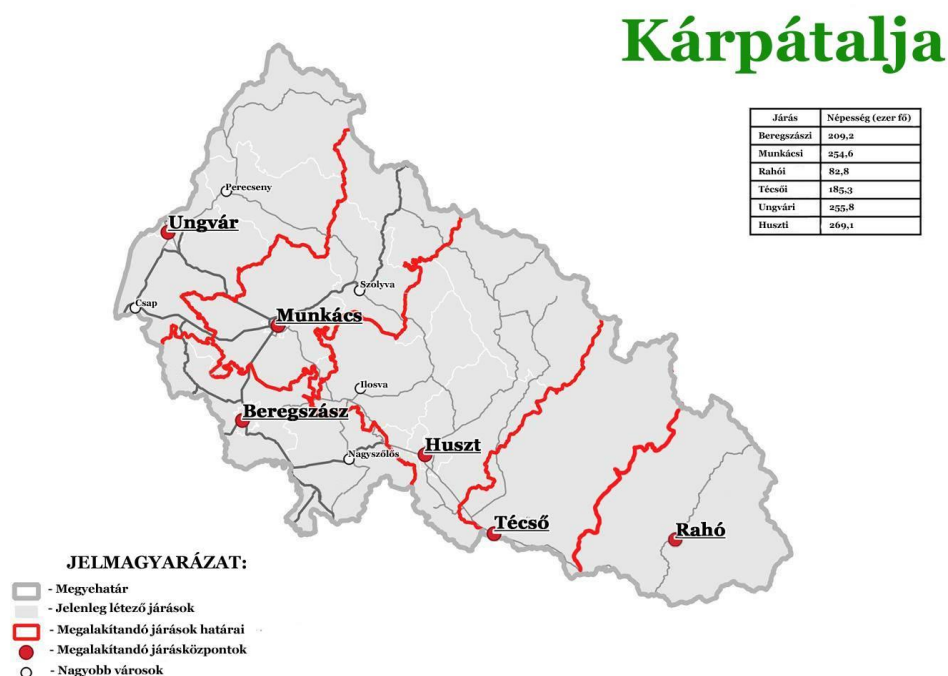 Kárpátalja
Járás Népesség (ezer fő)
Beregszászi 209,2
Munkácsi 254,6
Rahói 82,8
Técsői 185,3
Ungvári 255,8
Huszti 269,1
Perecseny
Ungvár
Szolyva
Csap
Munkács
Ilosva
Beregszász
Huszt
Nagyszőlős
Técső
Rahó
JELMAGYARÁZAT:
- Megyehatár
- Jelenleg létező járások
- Megalakítandó járások határai
- Megalakítandó járásközpontok
- Nagyobb városok